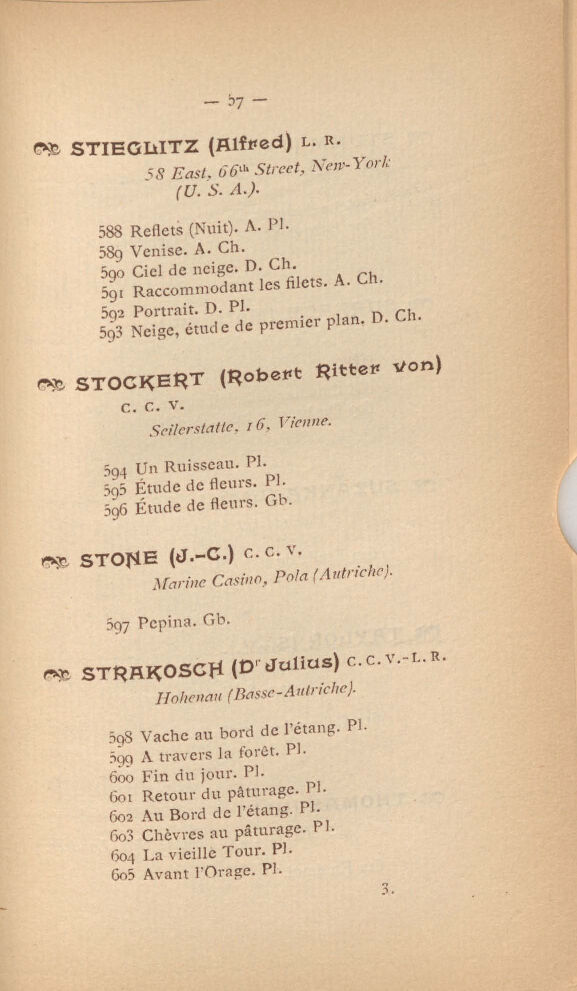 — 57 —
STIEGLITZ (Alfred) L. R.
58 East, 66th Street, New-York
(U. S. A.).
588 Reflets (Nuit). A. Pl.
589 Venise. A. Ch.
590 Ciel de neige. D. Ch.
591 Raccommodant les filets. A. Ch.
592 Portrait. D. Pl.
593 Neige, étude de premier plan. D. Ch.
STOCKERT (Robert Ritter von)
C. C. V.
Seilerstatte, 16, Vienne.
594 Un Ruisseau. Pl.
595 Étude de fleurs. Pl.
596 Étude de fleurs. Gb.
STONE (J.-C.) C. C. V.
Marine Casino, Pola (Autriche).
597 Pepina. Gb.
STRAKOSCH (Dr Julius) C. C. V.-L. R.
Hohenau (Basse-Autriche).
598 Vache au bord de l'étang. Pl.
599 A travers la forêt. Pl.
600 Fin du jour. Pl.
601 Retour du pâturage. Pl.
602 Au Bord de l'étang. Pl.
603 Chèvres au pâturage. Pl.
604 La vieille Tour. Pl.
605 Avant l'Orage. Pl.
3.